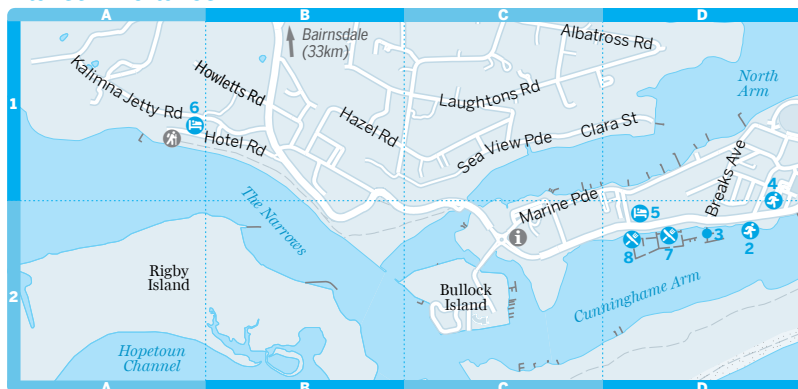 A B C D
Bairnsdale
(33km)
Albatross Rd
North
Arm
Kalimna Jetty Rd
Howletts Rd
Laughtons Rd
1
6
Hazel Rd
Hotel Rd
Sea View Pde
Clara St
Breaks Ave
4
The Narrows
Marine Pde
5
i
8
7
3
2
Rigby
Island
2
Bullock
Island
Cunninghame Arm
Hopetoun
Channel
A B C D